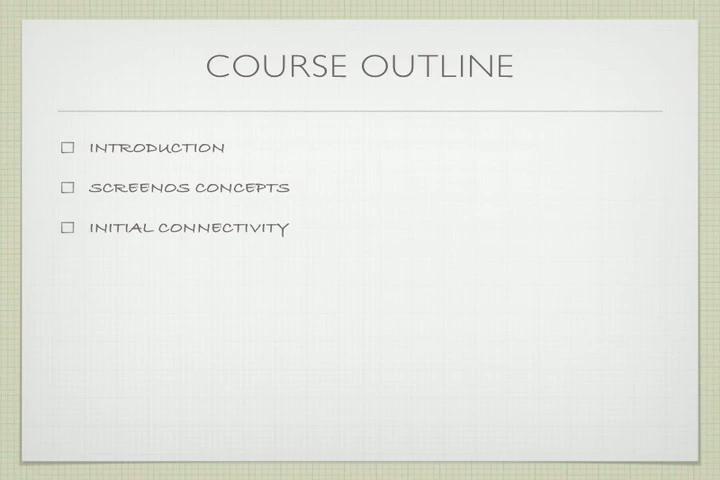 COURSE OUTLINE
INTRODUCTION
SCREENOS CONCEPTS
INITIAL CONNECTIVITY